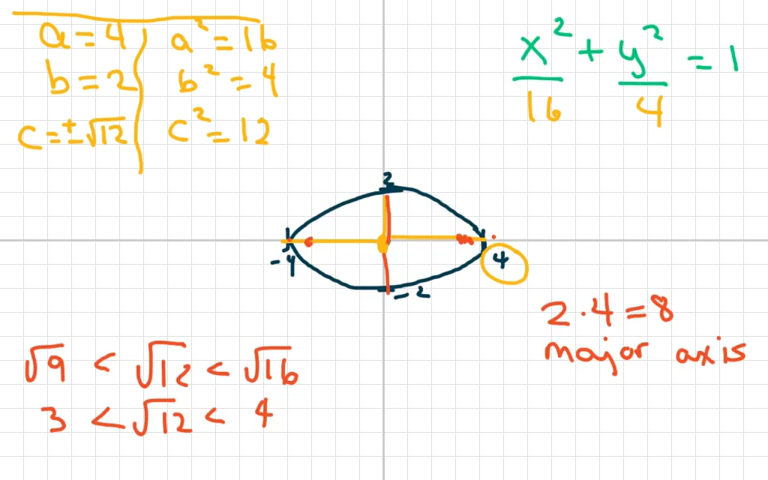 a = 4 a² = 16
b = 2 b² = 4
c = ±√12 c² = 12
x²/16 + y²/4 = 1
2
-4
4
-2
2 · 4 = 8
major axis
√9 < √12 < √16
3 < √12 < 4